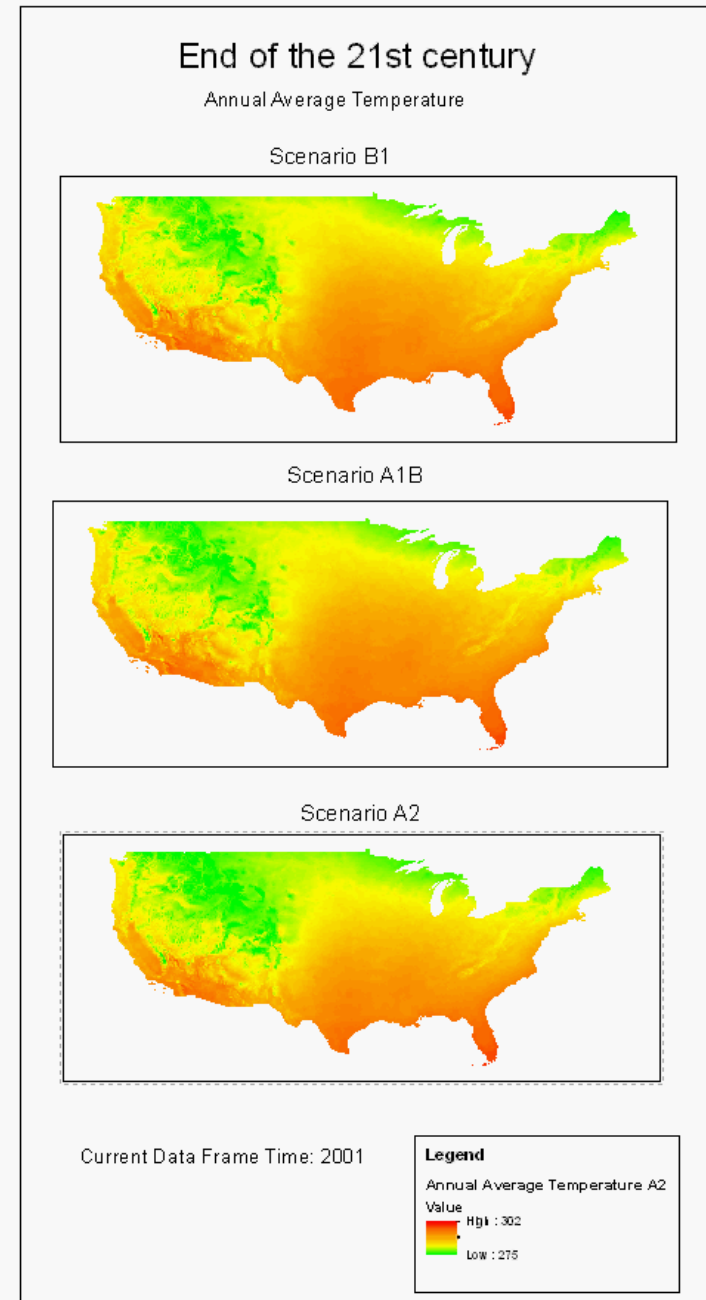 End of the 21st century
Annual Average Temperature
Scenario B1
Scenario A1B
Scenario A2
Current Data Frame Time: 2001
Legend
Annual Average Temperature A2
Value
High : 302
Low : 275